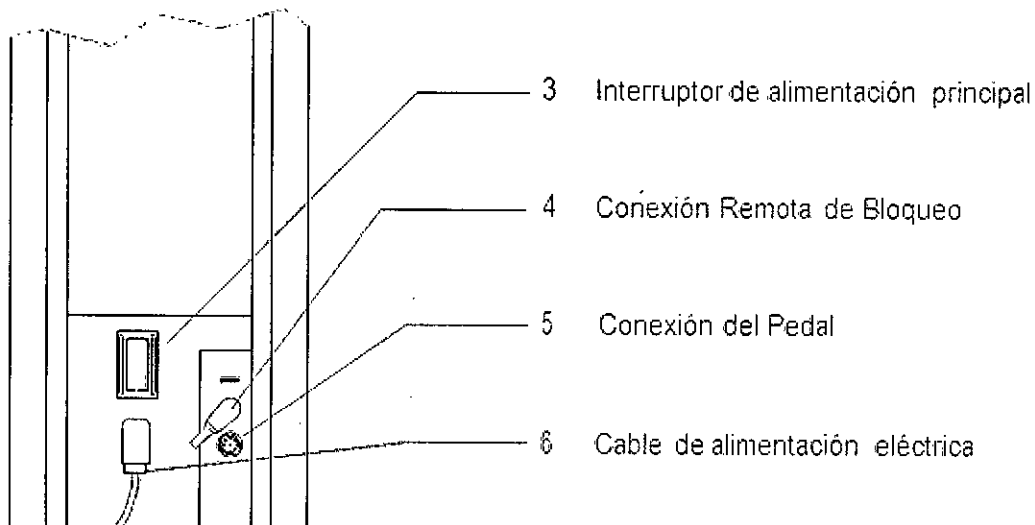 3 Interruptor de alimentación principal
4 Conexión Remota de Bloqueo
5 Conexión del Pedal
6 Cable de alimentación eléctrica